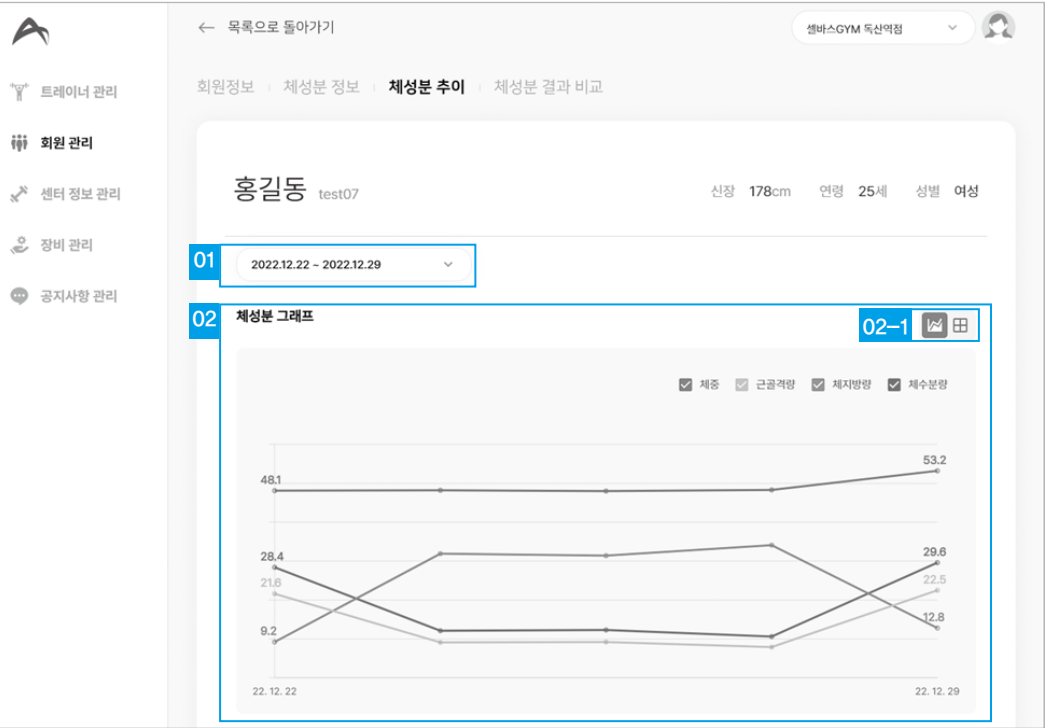 ← 목록으로 돌아가기
셀바스GYM 독산역점
트레이너 관리
회원 관리
센터 정보 관리
장비 관리
공지사항 관리
회원정보 체성분 정보 체성분 추이 체성분 결과 비교
홍길동 test07
신장 178cm 연령 25세 성별 여성
01
2022.12.22 ~ 2022.12.29
02
체성분 그래프
02-1
체중 근골격량 체지방량 체수분량
48.1
53.2
28.4
29.6
21.6
22.5
9.2
12.8
22. 12. 22
22. 12. 29